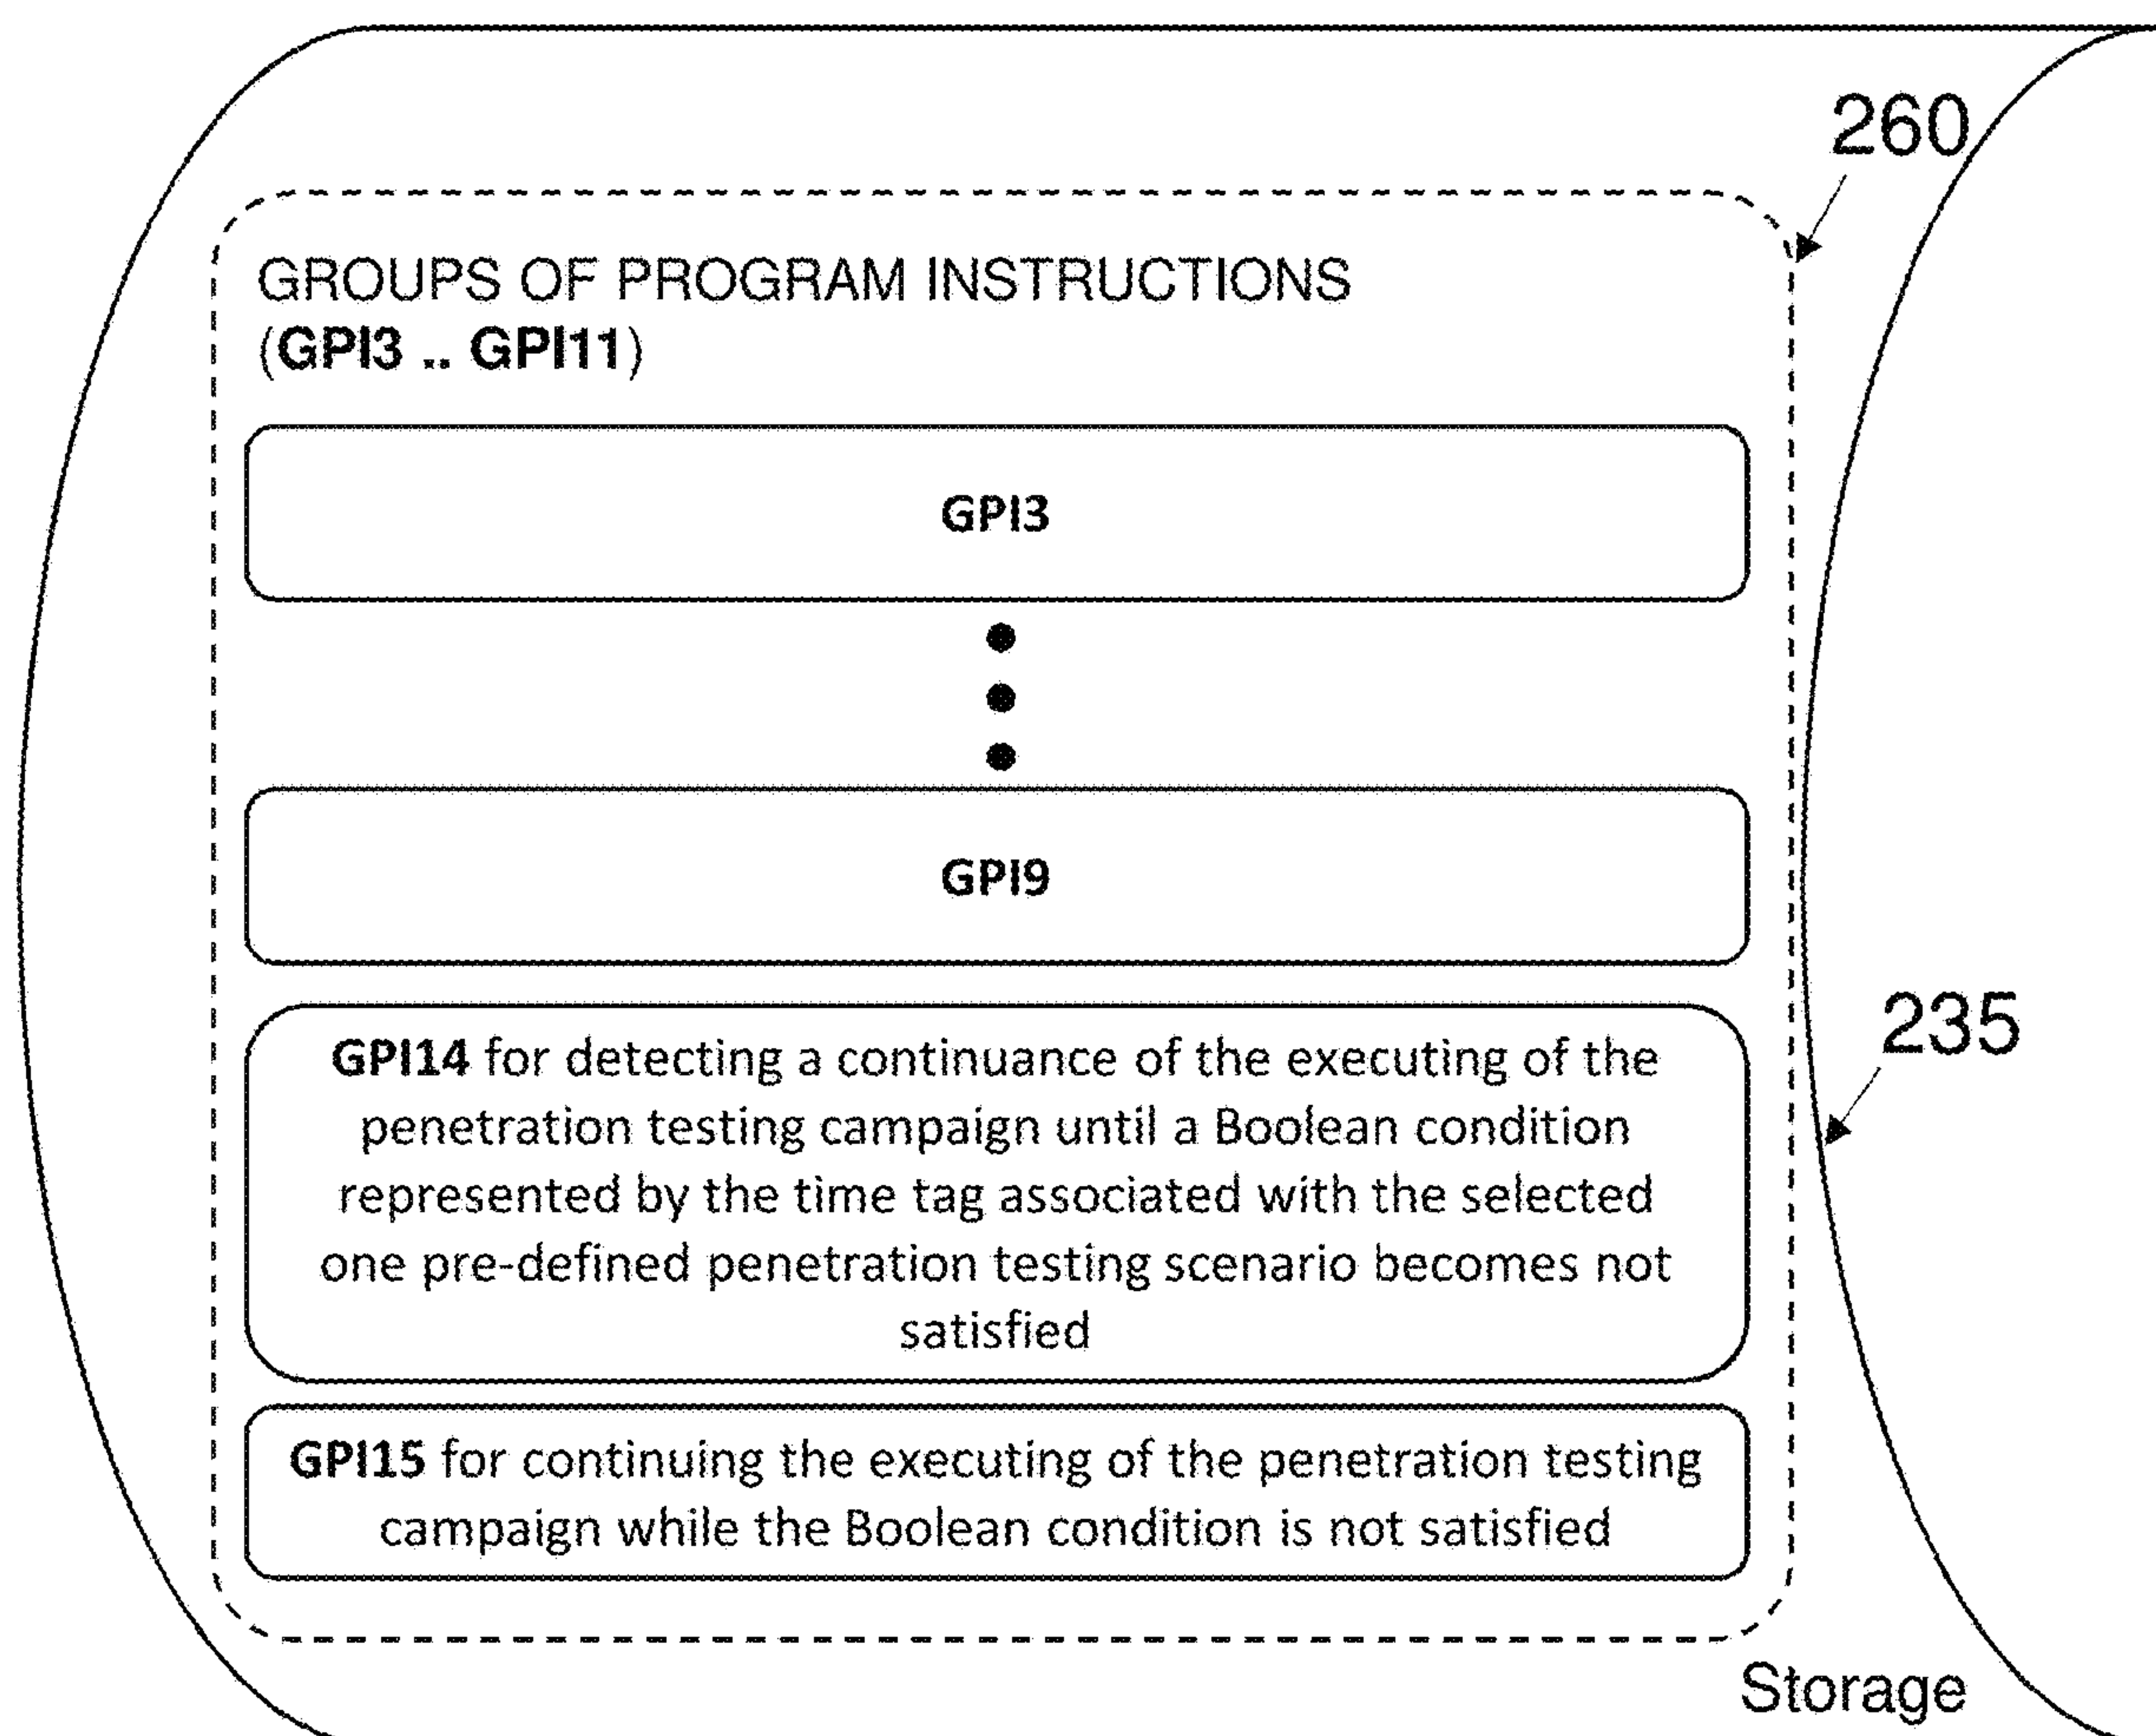 260
GROUPS OF PROGRAM INSTRUCTIONS
(GPI3 .. GPI11)
GPI3
GPI9
235
GPI14 for detecting a continuance of the executing of the
penetration testing campaign until a Boolean condition
represented by the time tag associated with the selected
one pre-defined penetration testing scenario becomes not
satisfied
GPI15 for continuing the executing of the penetration testing
campaign while the Boolean condition is not satisfied
Storage